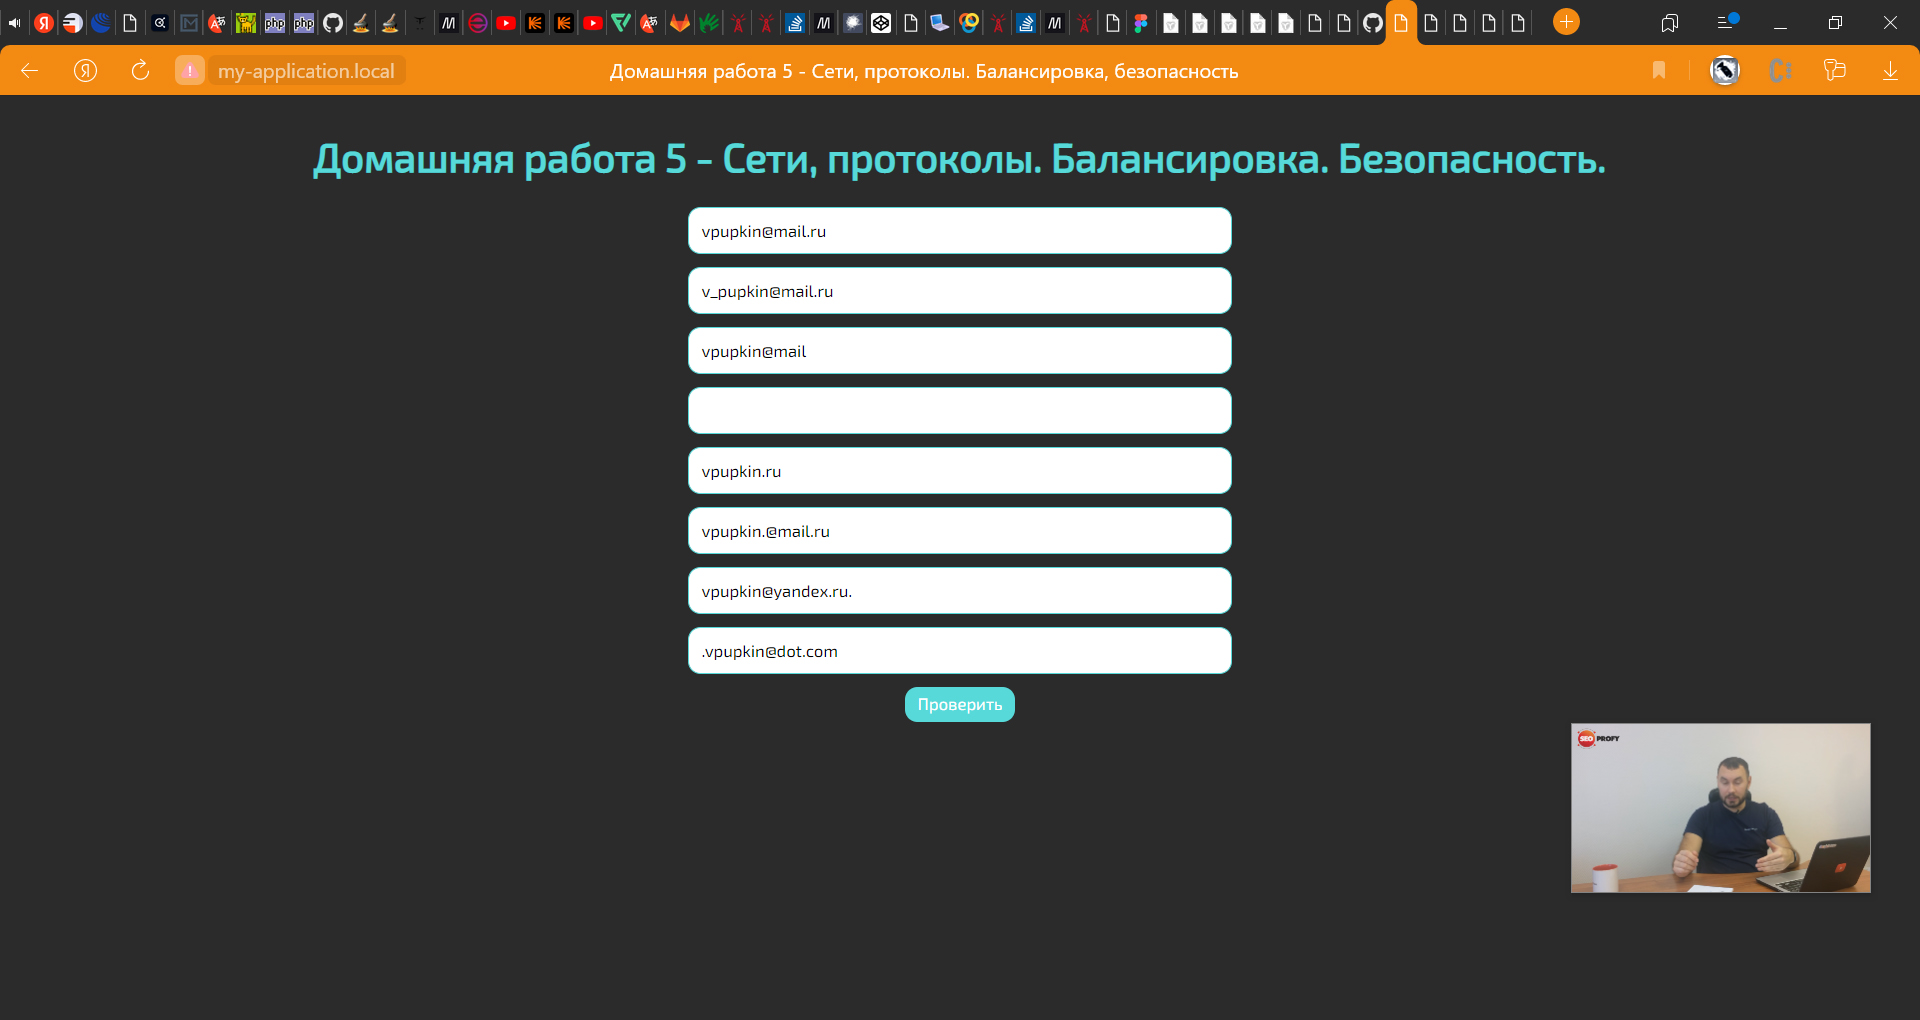 my-application.local
Домашняя работа 5 - Сети, протоколы. Балансировка, безопасность
Домашняя работа 5 - Сети, протоколы. Балансировка. Безопасность.
vpupkin@mail.ru
v_pupkin@mail.ru
vpupkin@mail
vpupkin.ru
vpupkin.@mail.ru
vpupkin@yandex.ru.
.vpupkin@dot.com
Проверить
SEO PROFY